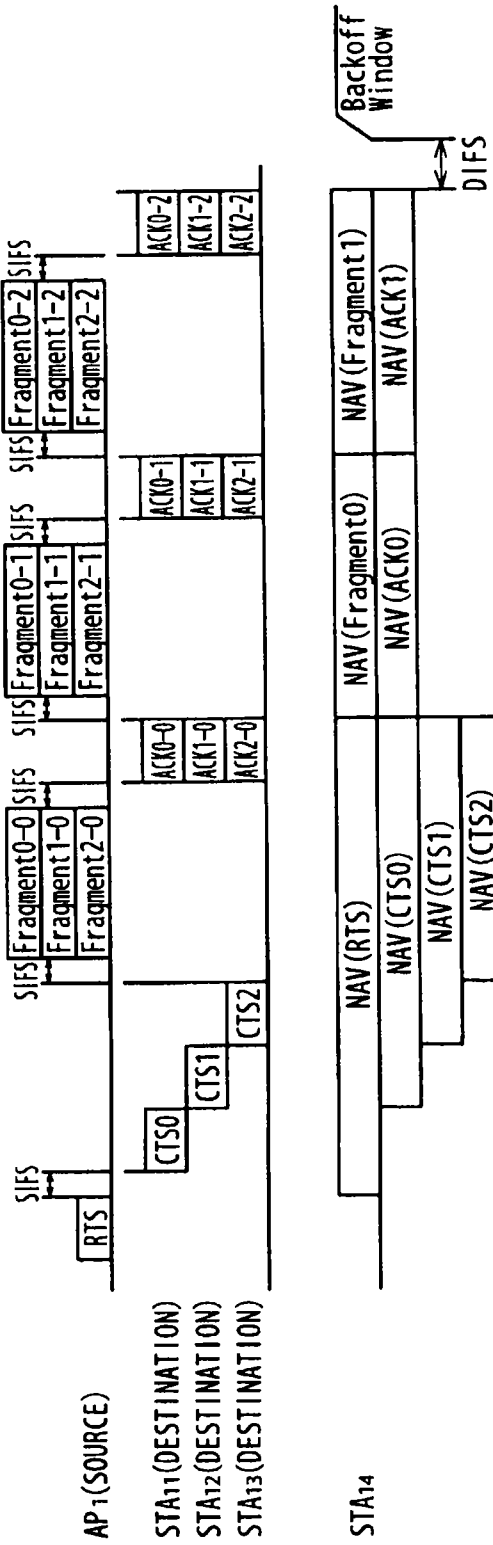 AP1(SOURCE)
RTS
SIFS
SIFS
Fragment0-0
Fragment1-0
Fragment2-0
SIFS
SIFS
Fragment0-1
Fragment1-1
Fragment2-1
SIFS
SIFS
Fragment0-2
Fragment1-2
Fragment2-2
SIFS
STA11(DESTINATION)
STA12(DESTINATION)
STA13(DESTINATION)
CTS0
CTS1
CTS2
ACK0-0
ACK1-0
ACK2-0
ACK0-1
ACK1-1
ACK2-1
ACK0-2
ACK1-2
ACK2-2
STA14
NAV(RTS)
NAV(CTS0)
NAV(CTS1)
NAV(CTS2)
NAV(Fragment0)
NAV(ACK0)
NAV(Fragment1)
NAV(ACK1)
DIFS
Backoff
Window